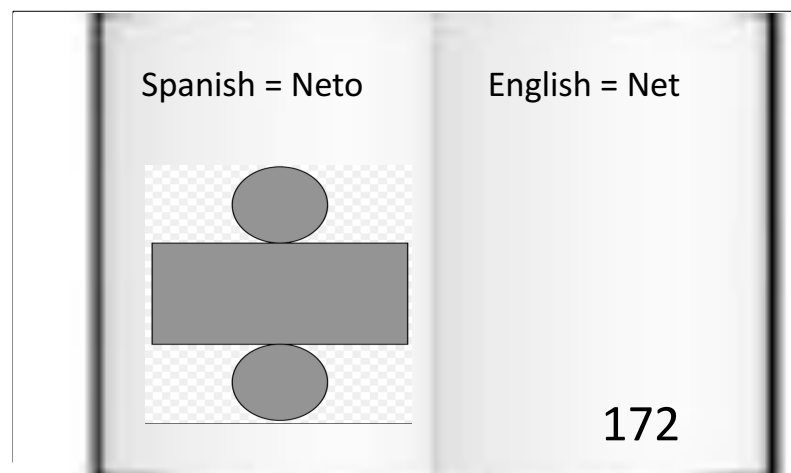 Spanish = Neto
English = Net
172